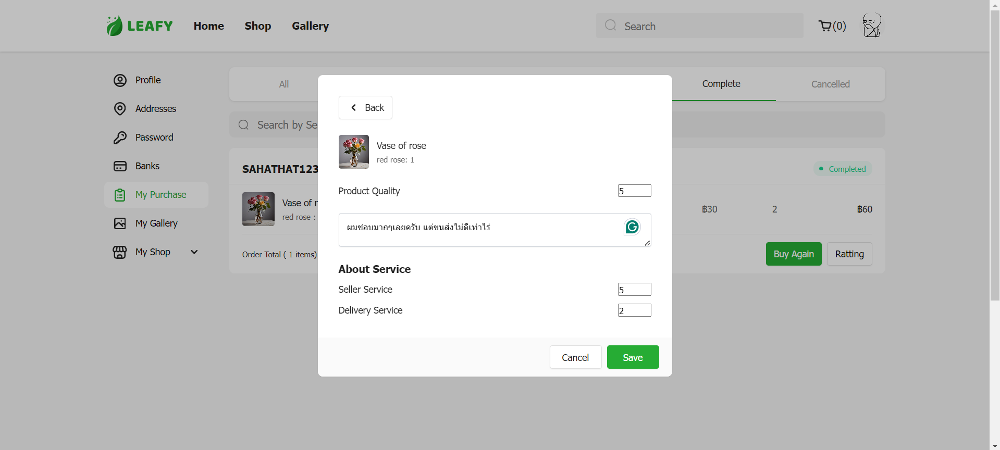 LEAFY
Home
Shop
Gallery
Search
(0)
Profile
Addresses
Password
Banks
My Purchase
My Gallery
My Shop
All
Complete
Cancelled
Search by Se
SAHATHAT123
Completed
Vase of r
red rose :
฿30
2
฿60
Order Total ( 1 items)
Buy Again
Ratting
Back
Vase of rose
red rose: 1
Product Quality
5
ผมช่อบมากๆเลยครับ แต่ขนส่งไม่ดีเท่าไร่
About Service
Seller Service
5
Delivery Service
2
Cancel
Save